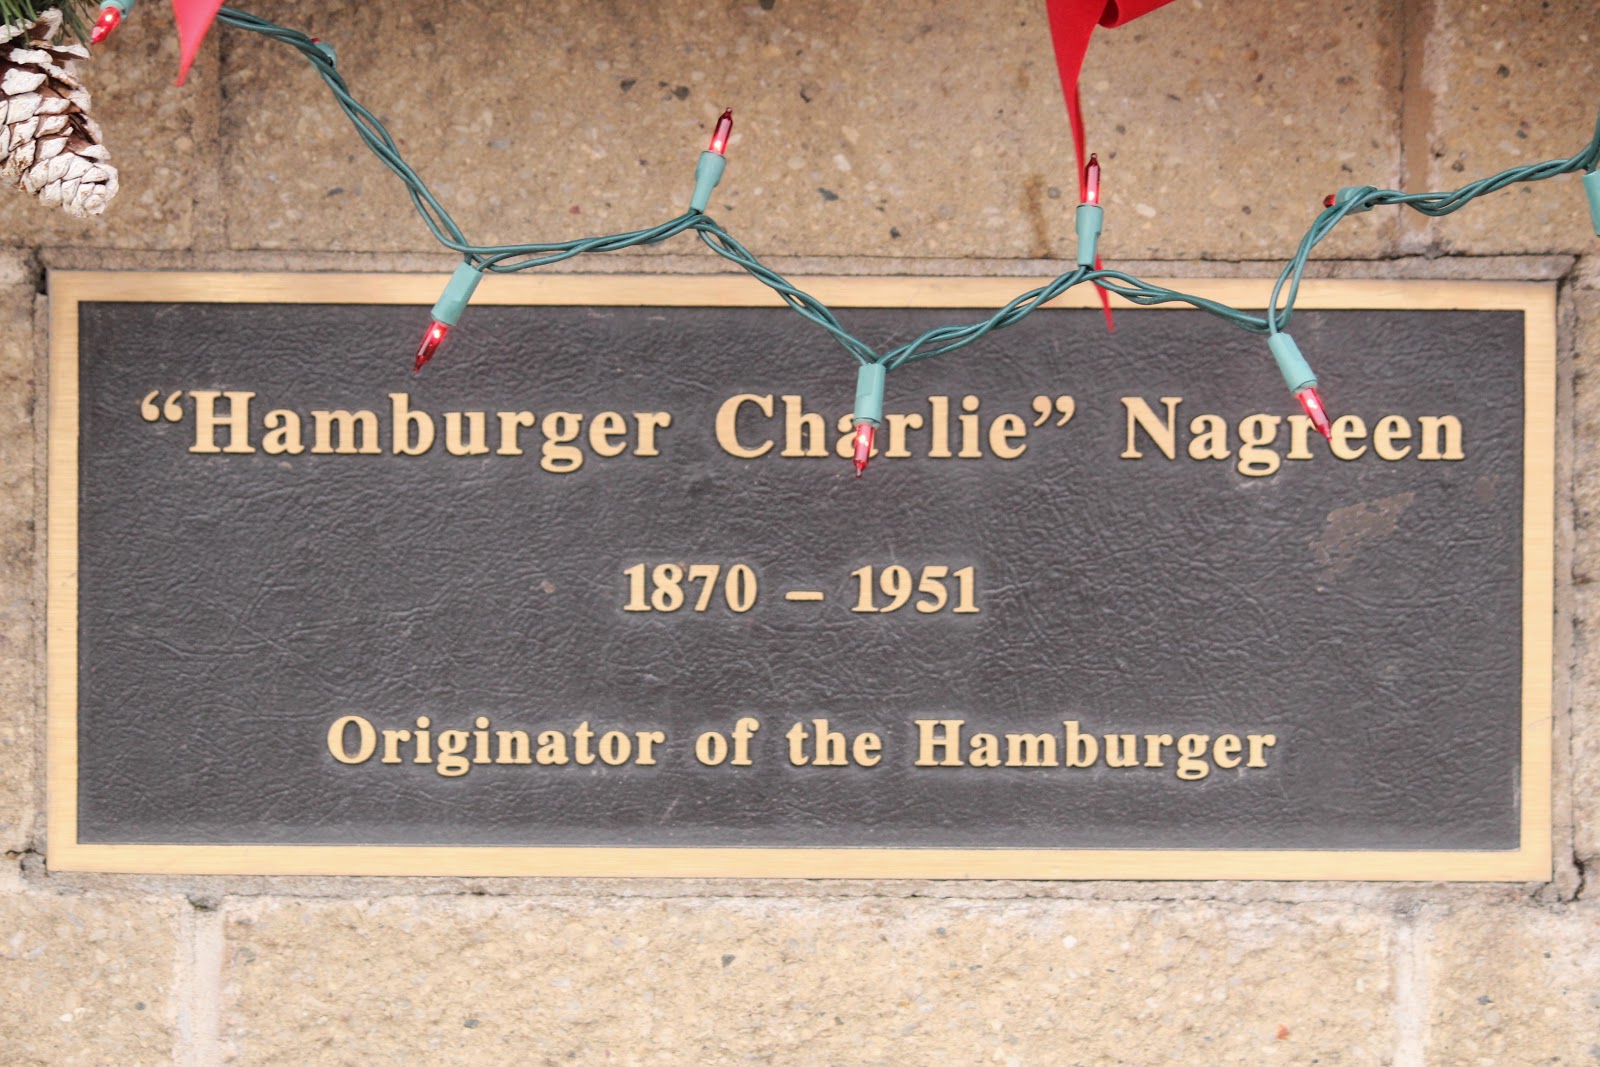 “Hamburger Charlie” Nagreen
1870 – 1951
Originator of the Hamburger